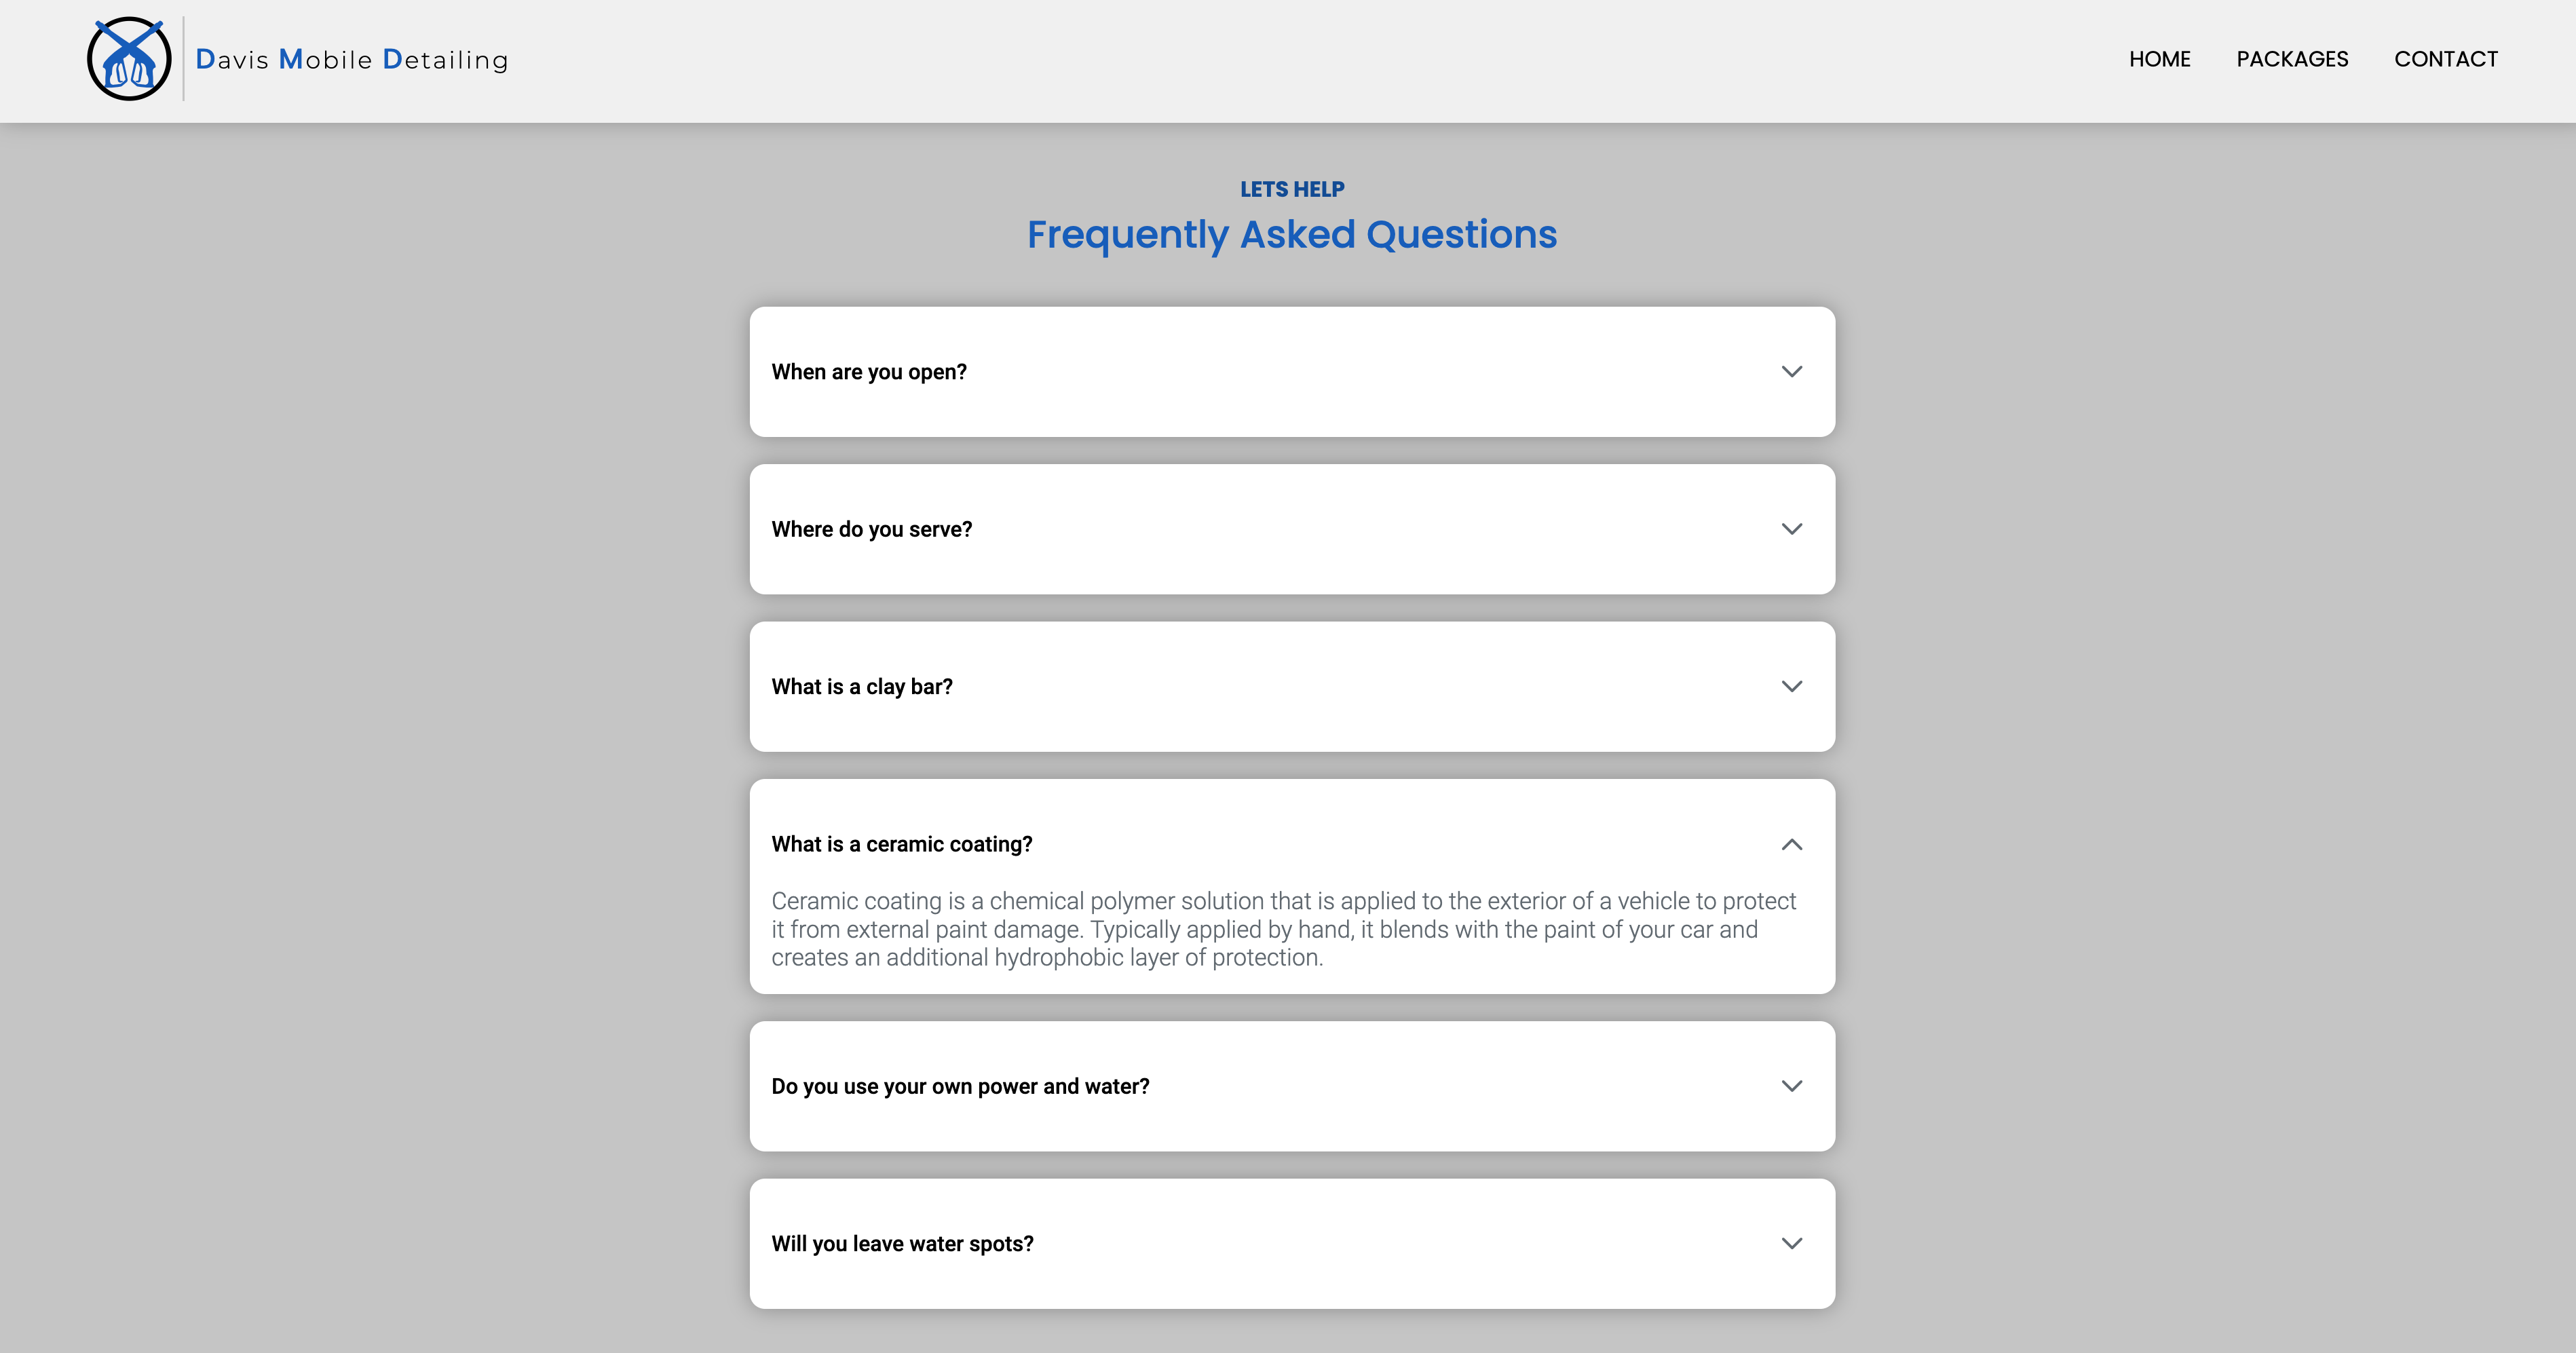 Davis Mobile Detailing
HOME PACKAGES CONTACT
LETS HELP
Frequently Asked Questions
When are you open?
Where do you serve?
What is a clay bar?
What is a ceramic coating?
Ceramic coating is a chemical polymer solution that is applied to the exterior of a vehicle to protect
it from external paint damage. Typically applied by hand, it blends with the paint of your car and
creates an additional hydrophobic layer of protection.
Do you use your own power and water?
Will you leave water spots?